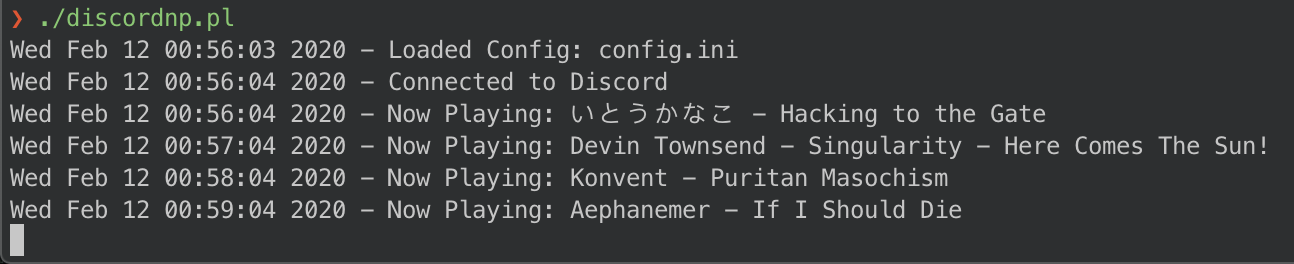 ❯ ./discordnp.pl
Wed Feb 12 00:56:03 2020 - Loaded Config: config.ini
Wed Feb 12 00:56:04 2020 - Connected to Discord
Wed Feb 12 00:56:04 2020 - Now Playing: いとうかなこ - Hacking to the Gate
Wed Feb 12 00:57:04 2020 - Now Playing: Devin Townsend - Singularity - Here Comes The Sun!
Wed Feb 12 00:58:04 2020 - Now Playing: Konvent - Puritan Masochism
Wed Feb 12 00:59:04 2020 - Now Playing: Aephanemer - If I Should Die